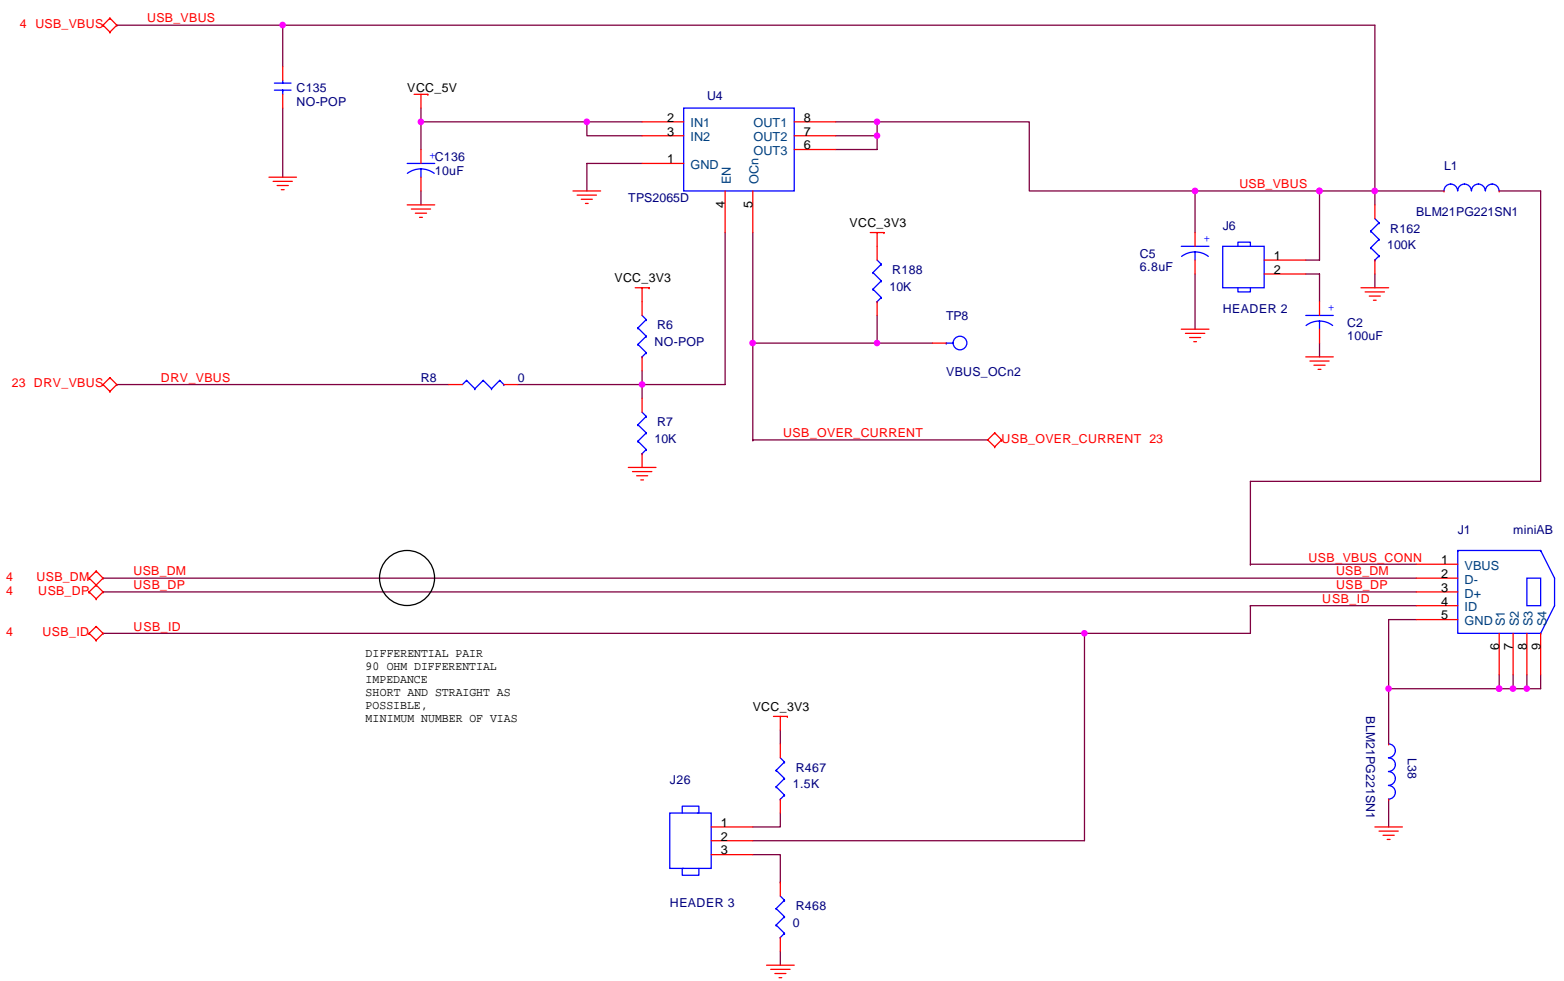 4 USB_VBUS
USB_VBUS
C135
NO-POP
VCC_5V
+
C136
10uF
U4
2 IN1
3 IN2
1 GND
OUT1 8
OUT2 7
OUT3 6
EN
OCn
4
5
TPS2065D
VCC_3V3
R188
10K
VCC_3V3
R6
NO-POP
TP8
VBUS_OCn2
USB_VBUS
L1
BLM21PG221SN1
C5
6.8uF
+
J6
1
2
HEADER 2
R162
100K
+
C2
100uF
23 DRV_VBUS
DRV_VBUS
R8
0
R7
10K
USB_OVER_CURRENT
USB_OVER_CURRENT 23
J1
miniAB
USB_VBUS_CONN
1 VBUS
USB_DM
2 D-
USB_DP
3 D+
USB_ID
4 ID
5 GND
S1
S2
S3
S4
6
7
8
9
4 USB_DM
USB_DM
4 USB_DP
USB_DP
4 USB_ID
USB_ID
DIFFERENTIAL PAIR
90 OHM DIFFERENTIAL
IMPEDANCE
SHORT AND STRAIGHT AS
POSSIBLE,
MINIMUM NUMBER OF VIAS
VCC_3V3
R467
1.5K
J26
1
2
3
HEADER 3
R468
0
BLM21PG221SN1
L38